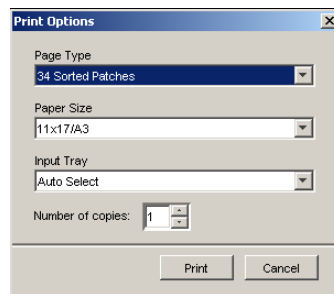 Print Options
Page Type
34 Sorted Patches
Paper Size
11x17/A3
Input Tray
Auto Select
Number of copies: 1
Print Cancel